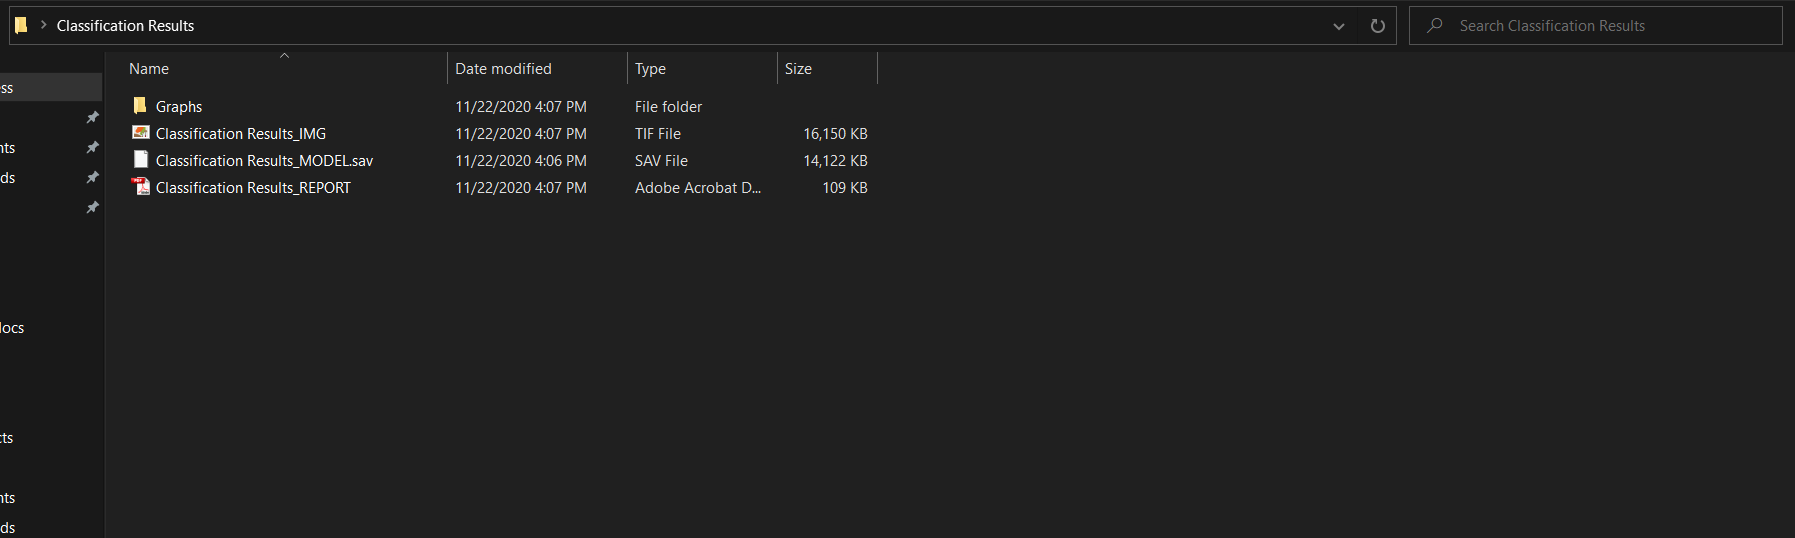 Classification Results
Search Classification Results
Name Date modified Type Size
Graphs 11/22/2020 4:07 PM File folder
Classification Results_IMG 11/22/2020 4:07 PM TIF File 16,150 KB
Classification Results_MODEL.sav 11/22/2020 4:06 PM SAV File 14,122 KB
Classification Results_REPORT 11/22/2020 4:07 PM Adobe Acrobat D... 109 KB
ss
nts
ds
locs
cts
nts
ds